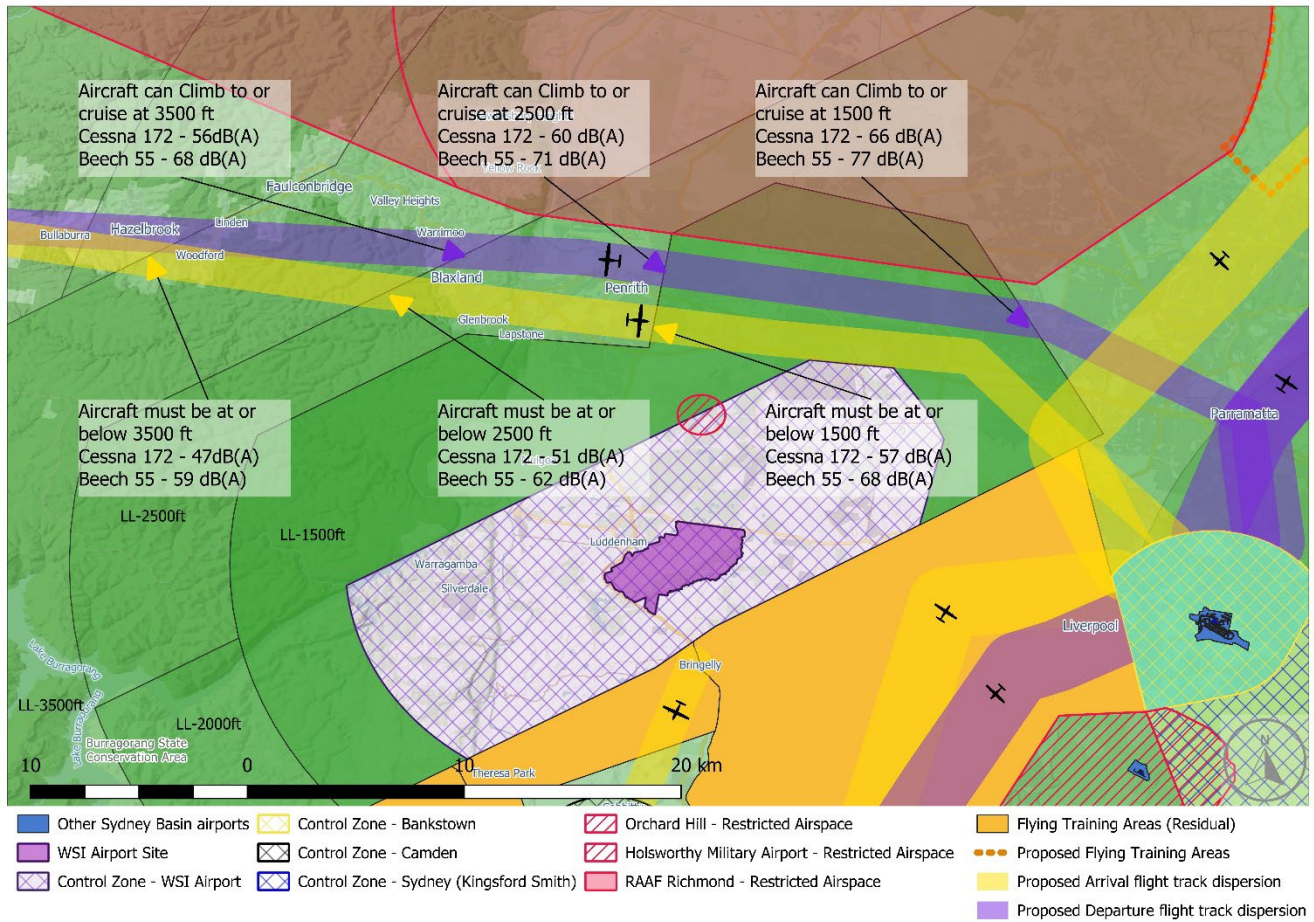 Aircraft can Climb to or
cruise at 3500 ft
Cessna 172 - 56dB(A)
Beech 55 - 68 dB(A)
Aircraft can Climb to or
cruise at 2500 ft
Cessna 172 - 60 dB(A)
Beech 55 - 71 dB(A)
Aircraft can Climb to or
cruise at 1500 ft
Cessna 172 - 66 dB(A)
Beech 55 - 77 dB(A)
Yellow Rock
Faulconbridge
Valley Heights
Linden
Hazelbrook
Bullaburra
Warrimoo
Woodford
Blaxland
Penrith
Glenbrook
Lapstone
Parramatta
Aircraft must be at or
below 3500 ft
Cessna 172 - 47dB(A)
Beech 55 - 59 dB(A)
Aircraft must be at or
below 2500 ft
Cessna 172 - 51 dB(A)
Beech 55 - 62 dB(A)
Aircraft must be at or
below 1500 ft
Cessna 172 - 57 dB(A)
Beech 55 - 68 dB(A)
LL-2500ft
LL-1500ft
Luddenham
Warragamba
Silverdale
Liverpool
Bringelly
Lake Burragorang
Lake Burragorang
LL-3500ft
LL-2000ft
Burragorang State
Conservation Area
Theresa Park
N
10 0 10 20 km
Other Sydney Basin airports
WSI Airport Site
Control Zone - WSI Airport
Control Zone - Bankstown
Control Zone - Camden
Control Zone - Sydney (Kingsford Smith)
Orchard Hill - Restricted Airspace
Holsworthy Military Airport - Restricted Airspace
RAAF Richmond - Restricted Airspace
Flying Training Areas (Residual)
Proposed Flying Training Areas
Proposed Arrival flight track dispersion
Proposed Departure flight track dispersion